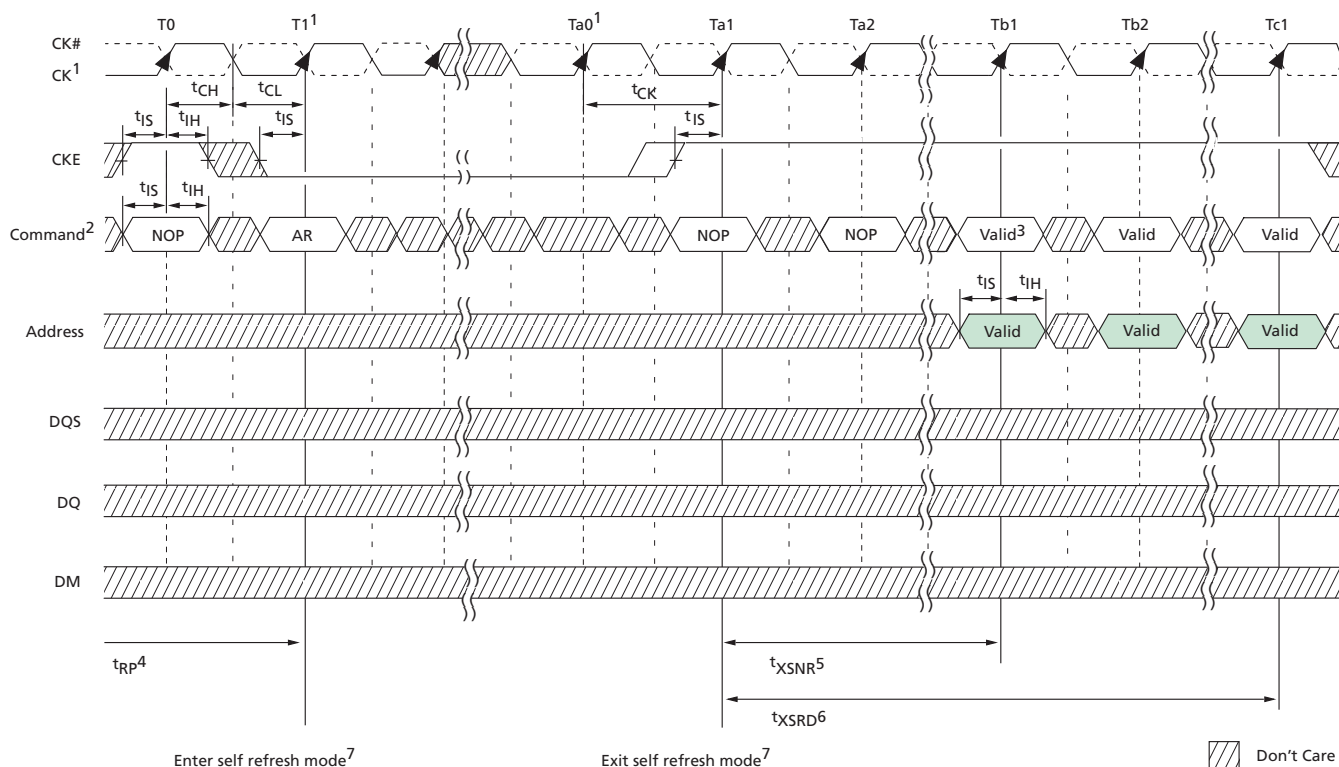 T0 T1¹ Ta0¹ Ta1 Ta2 Tb1 Tb2 Tc1
CK#
CK¹
tCH tCL tCK
tIS tIH tIS tIS
CKE
tIS tIH
Command² NOP AR NOP NOP Valid³ Valid Valid
tIS tIH
Address Valid Valid Valid
DQS
DQ
DM
tRP⁴ tXSNR⁵
tXSRD⁶
Enter self refresh mode⁷ Exit self refresh mode⁷ Don't Care